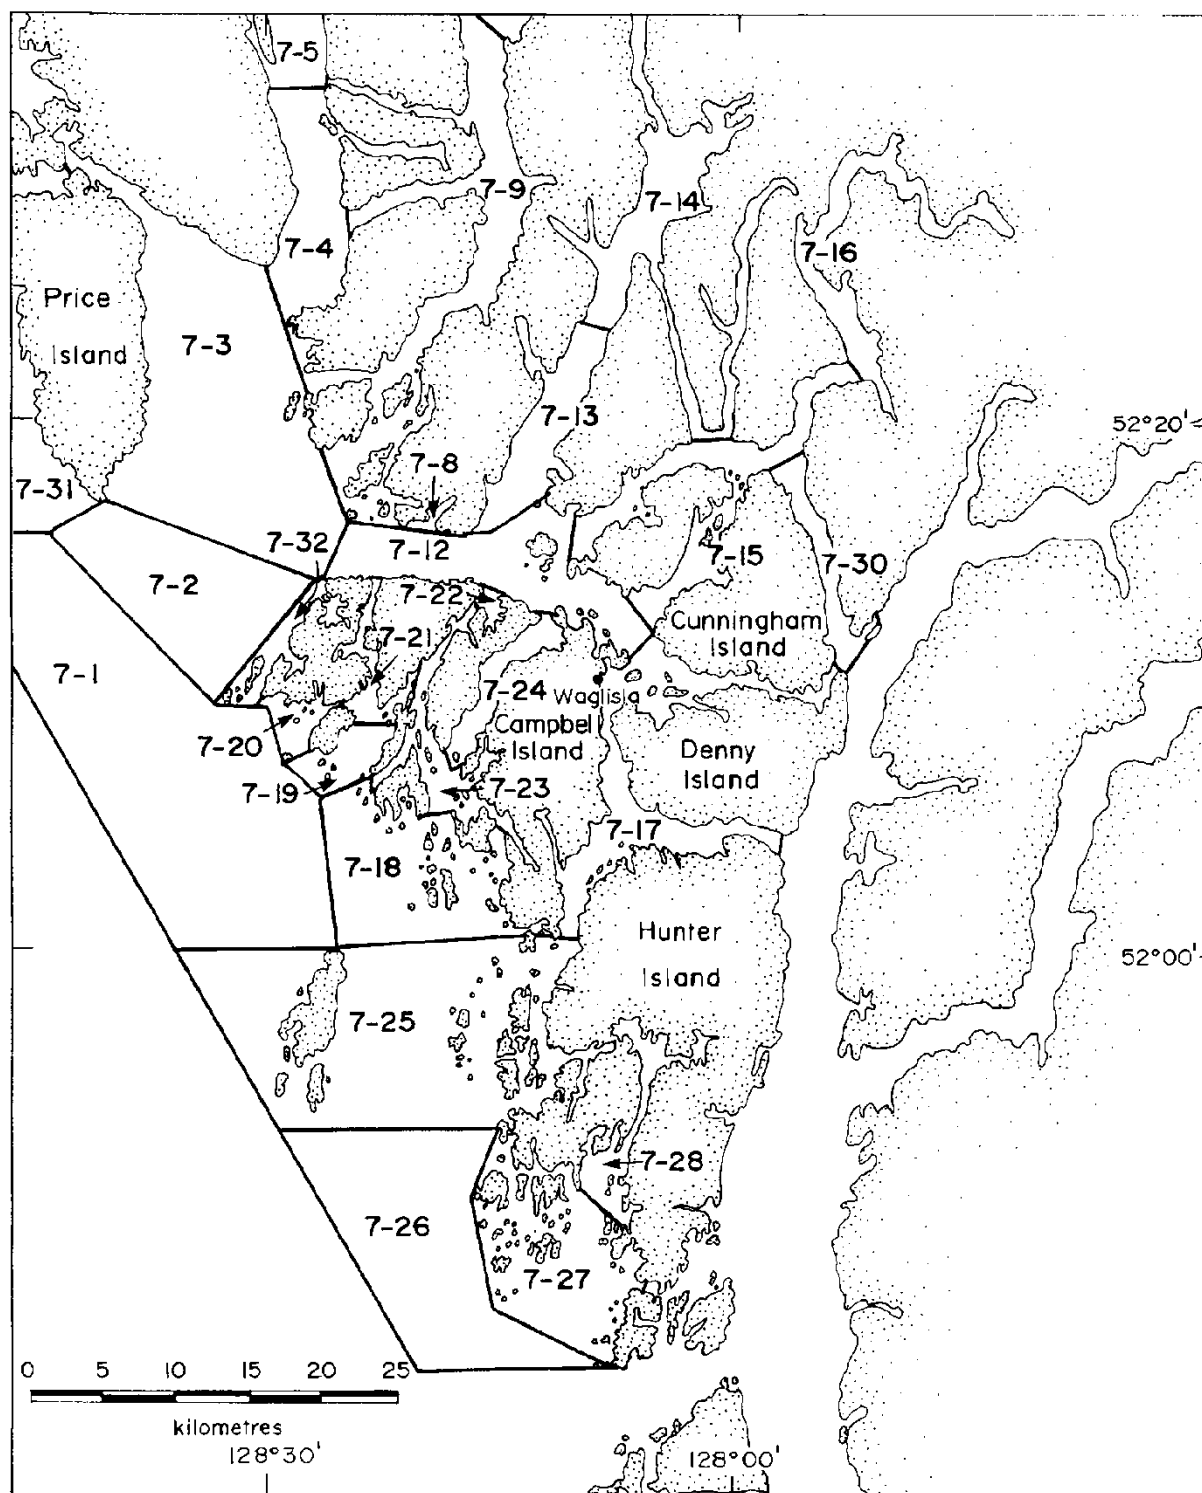 7-5
7-9
7-14
7-4
7-16
Price
Island
7-3
7-13
52°20'
7-8
7-31
7-32
7-12
7-15
7-30
7-2
7-22
Cunningham
Island
7-21
7-1
7-24
Waglisla
Campbell
Island
7-20
Denny
Island
7-19
7-23
7-17
7-18
Hunter
Island
52°00'
7-25
7-28
7-26
7-27
0 5 10 15 20 25
kilometres
128°30'
128°00'